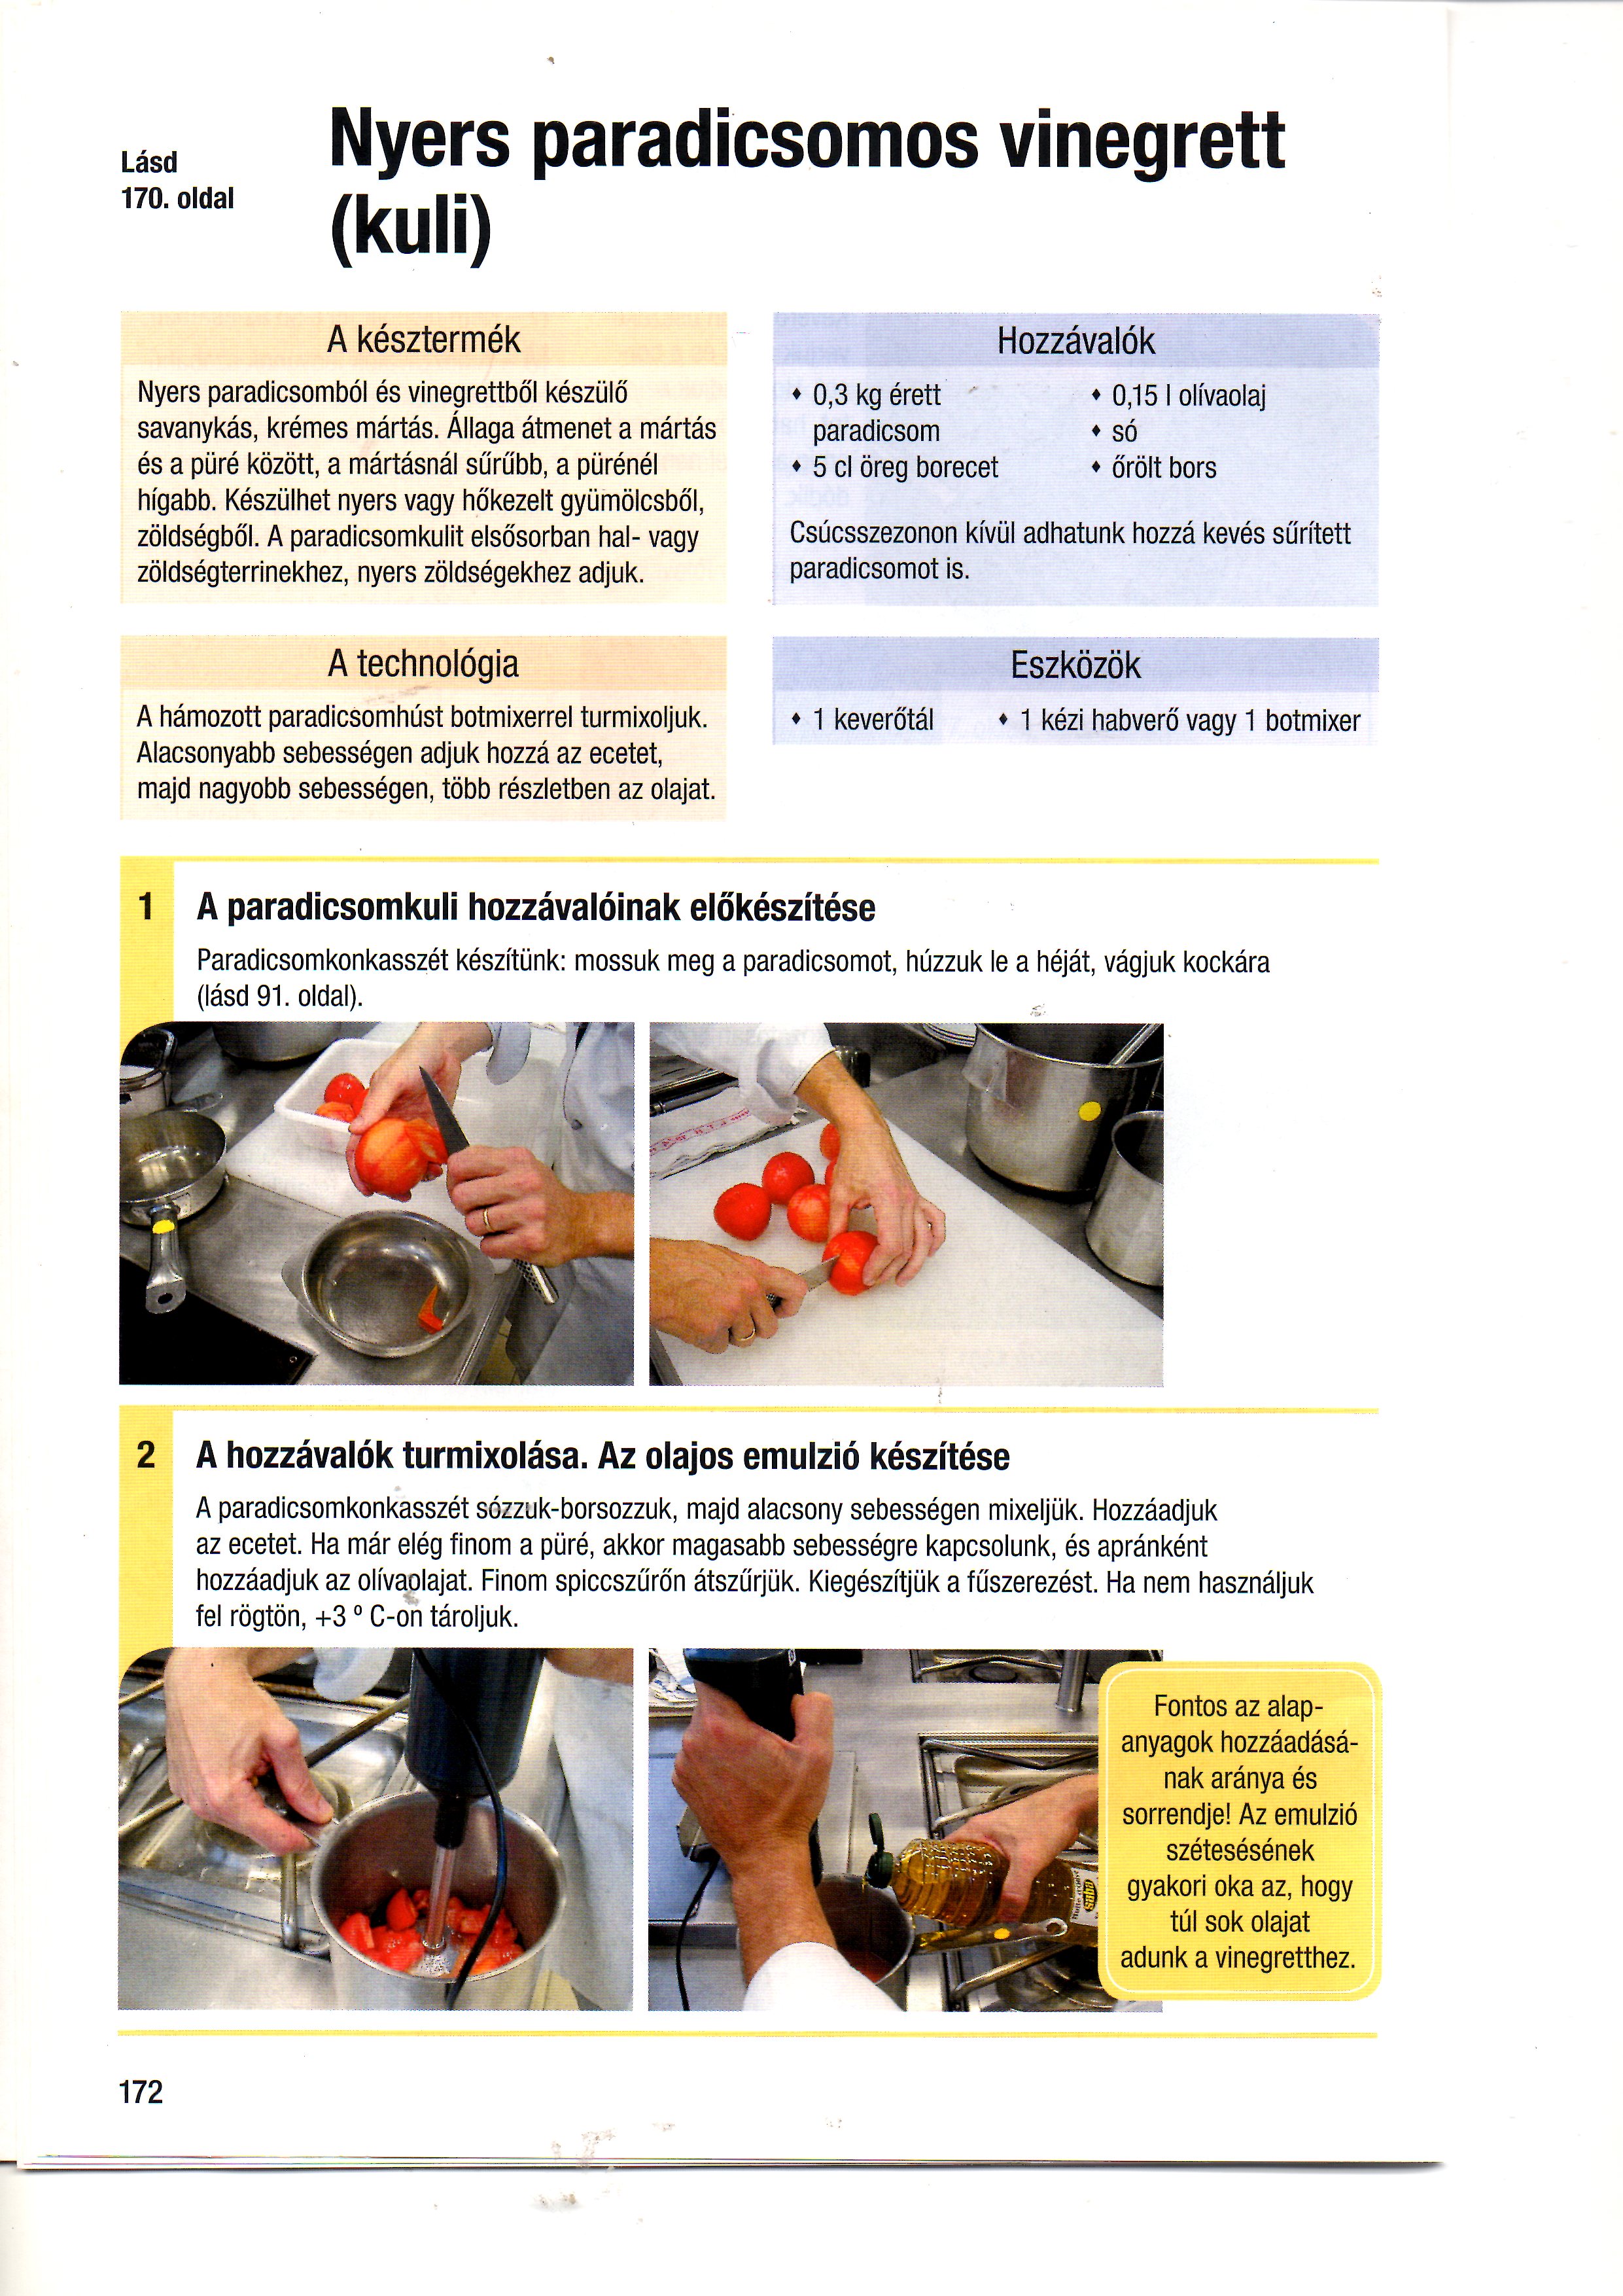 Lásd
170. oldal
Nyers paradicsomos vinegrett
(kuli)
A késztermék
Nyers paradicsomból és vinegrettből készülő
savanykás, krémes mártás. Állaga átmenet a mártás
és a püré között, a mártásnál sűrűbb, a pürénél
hígabb. Készülhet nyers vagy hőkezelt gyümölcsből,
zöldségből. A paradicsomkulit elsősorban hal- vagy
zöldségterrinekhez, nyers zöldségekhez adjuk.
Hozzávalók
• 0,3 kg érett
paradicsom
• 5 cl öreg borecet
• 0,15 l olívaolaj
• só
• őrölt bors
Csúcsszezonon kívül adhatunk hozzá kevés sűrített
paradicsomot is.
A technológia
A hámozott paradicsomhúst botmixerrel turmixoljuk.
Alacsonyabb sebességen adjuk hozzá az ecetet,
majd nagyobb sebességen, több részletben az olajat.
Eszközök
• 1 keverőtál • 1 kézi habverő vagy 1 botmixer
1 A paradicsomkuli hozzávalóinak előkészítése
Paradicsomkonkasszét készítünk: mossuk meg a paradicsomot, húzzuk le a héját, vágjuk kockára
(lásd 91. oldal).
2 A hozzávalók turmixolása. Az olajos emulzió készítése
A paradicsomkonkasszét sózzuk-borsozzuk, majd alacsony sebességen mixeljük. Hozzáadjuk
az ecetet. Ha már elég finom a püré, akkor magasabb sebességre kapcsolunk, és apránként
hozzáadjuk az olívaolajat. Finom spiccszűrőn átszűrjük. Kiegészítjük a fűszerezést. Ha nem használjuk
fel rögtön, +3 º C-on tároljuk.
Fontos az alap-
anyagok hozzáadásá-
nak aránya és
sorrendje! Az emulzió
szétesésének
gyakori oka az, hogy
túl sok olajat
adunk a vinegretthez.
172